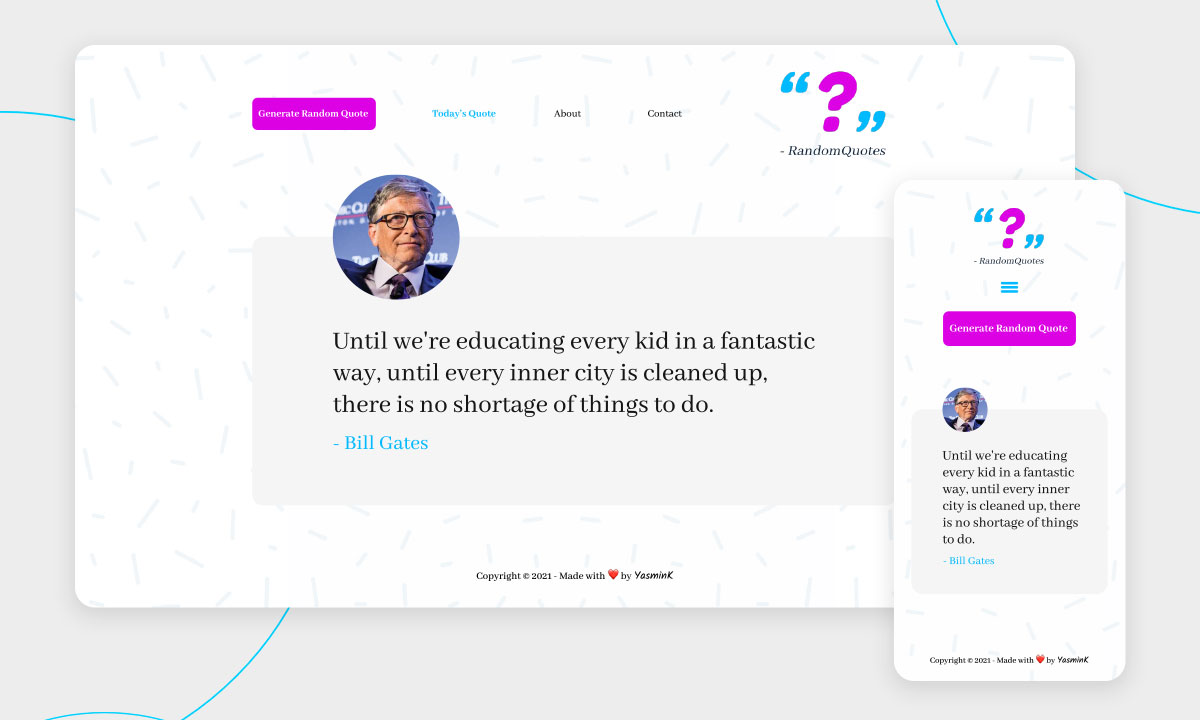 Generate Random Quote
Today's Quote
About
Contact
“?”
- RandomQuotes
Until we're educating every kid in a fantastic
way, until every inner city is cleaned up,
there is no shortage of things to do.
- Bill Gates
Copyright © 2021 - Made with ❤️ by YasminK
“?”
- RandomQuotes
Generate Random Quote
Until we're educating
every kid in a fantastic
way, until every inner
city is cleaned up, there
is no shortage of things
to do.
- Bill Gates
Copyright © 2021 - Made with ❤️ by YasminK